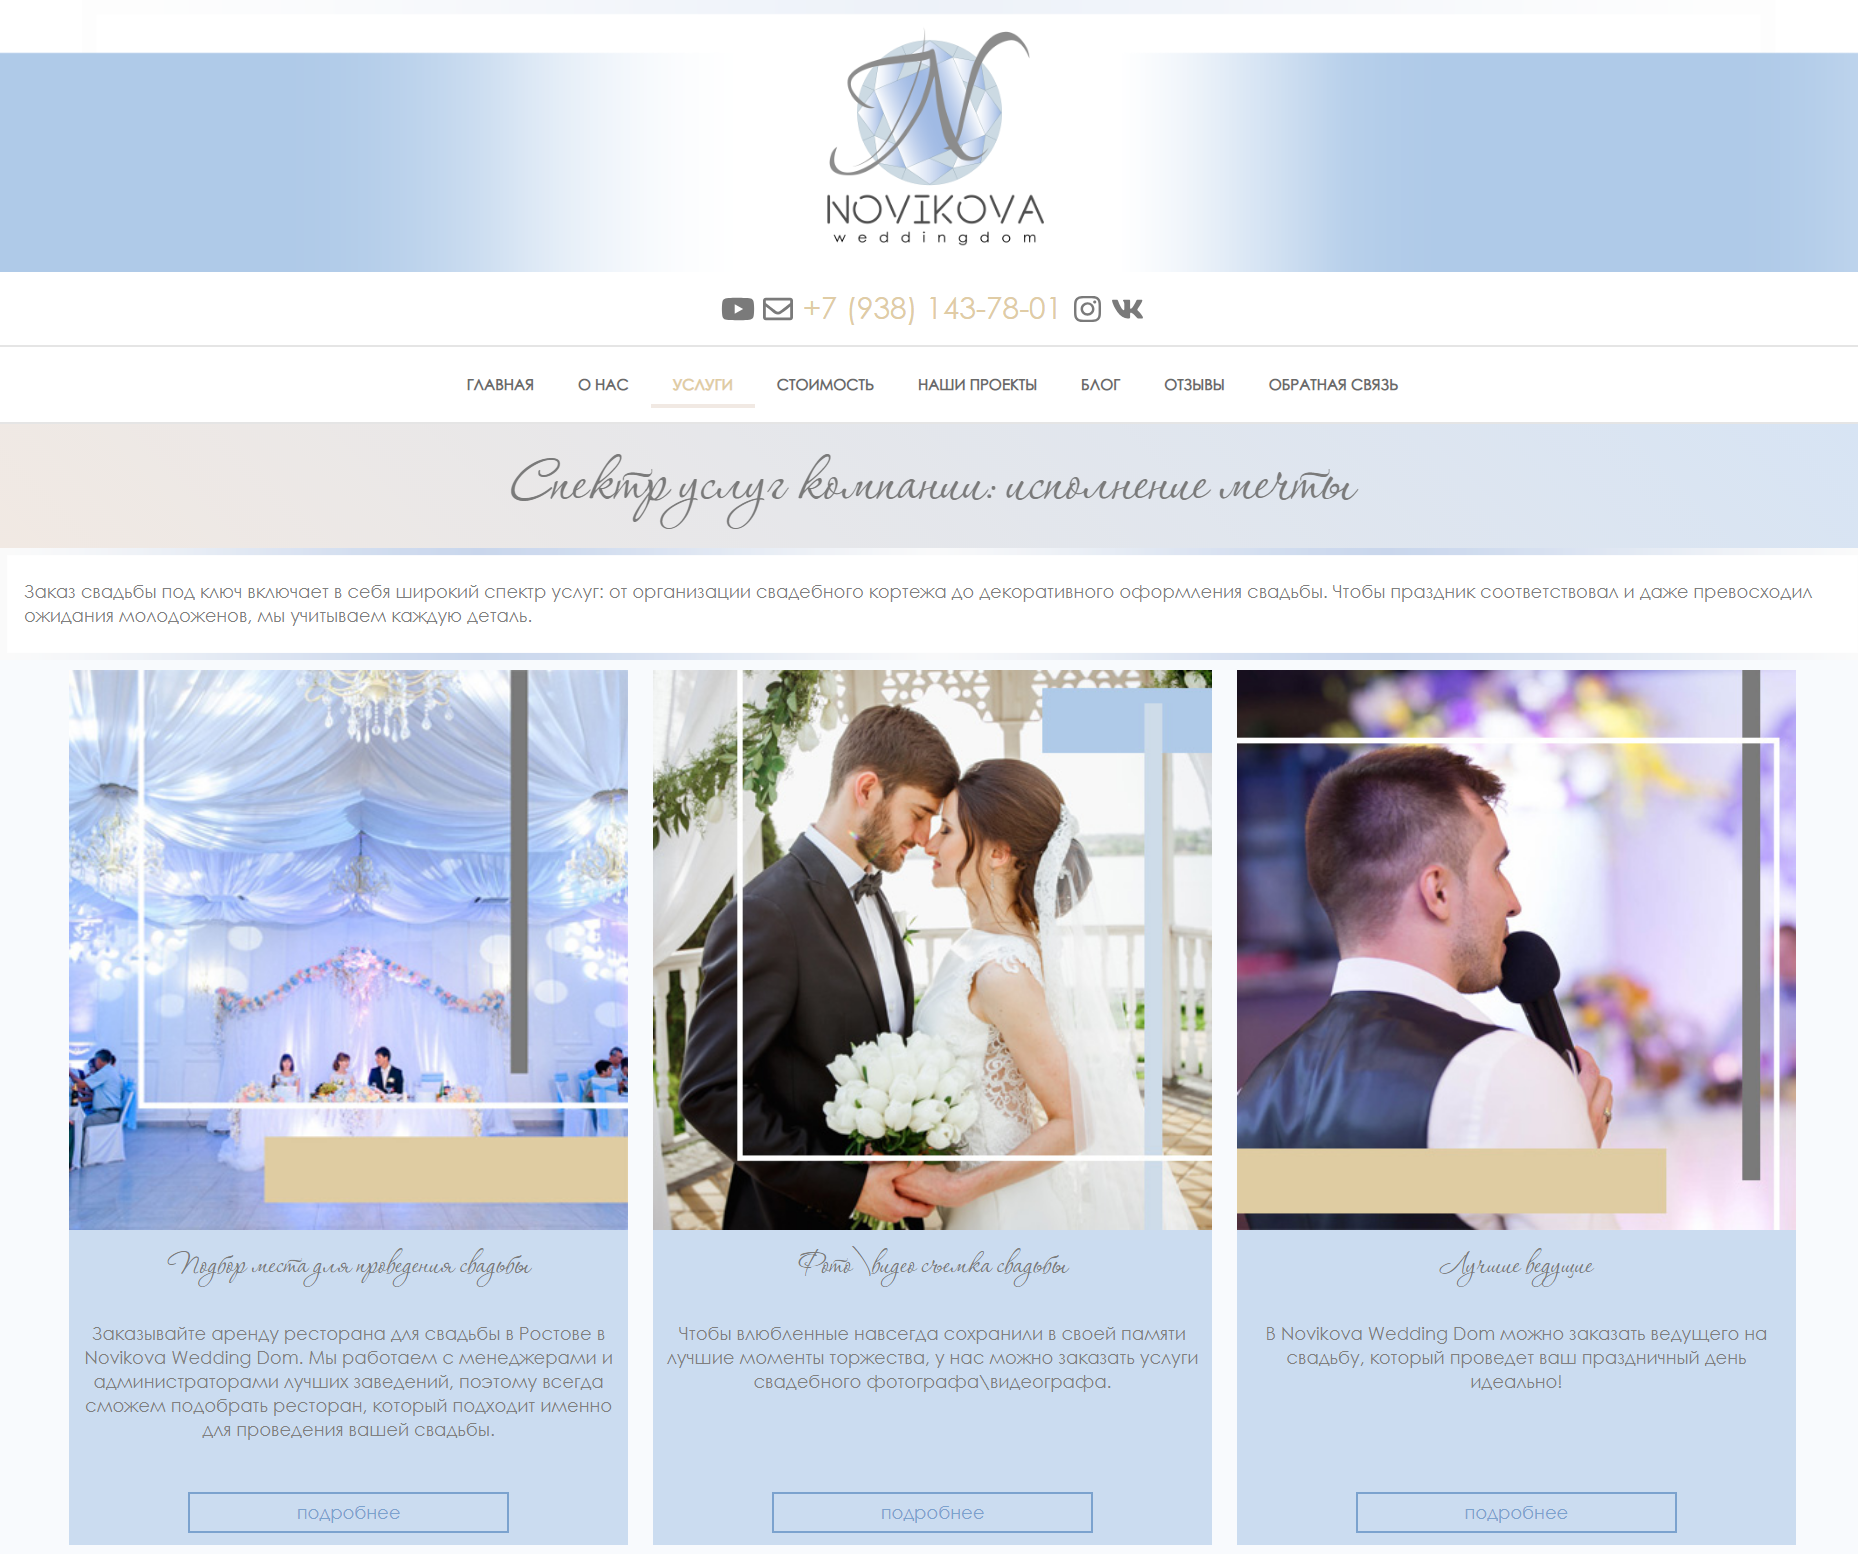 N
NOVIKOVA
weddingdom
+7 (938) 143-78-01
ГЛАВНАЯ О НАС УСЛУГИ СТОИМОСТЬ НАШИ ПРОЕКТЫ БЛОГ ОТЗЫВЫ ОБРАТНАЯ СВЯЗЬ
Спектр услуг компании: исполнение мечты
Заказ свадьбы под ключ включает в себя широкий спектр услуг: от организации свадебного кортежа до декоративного оформления свадьбы. Чтобы праздник соответствовал и даже превосходил
ожидания молодоженов, мы учитываем каждую деталь.
Подбор места для проведения свадьбы
Заказывайте аренду ресторана для свадьбы в Ростове в
Novikova Wedding Dom. Мы работаем с менеджерами и
администраторами лучших заведений, поэтому всегда
сможем подобрать ресторан, который подходит именно
для проведения вашей свадьбы.
подробнее
Фото\видео съемка свадьбы
Чтобы влюбленные навсегда сохранили в своей памяти
лучшие моменты торжества, у нас можно заказать услуги
свадебного фотографа\видеографа.
подробнее
Лучшие ведущие
В Novikova Wedding Dom можно заказать ведущего на
свадьбу, который проведет ваш праздничный день
идеально!
подробнее